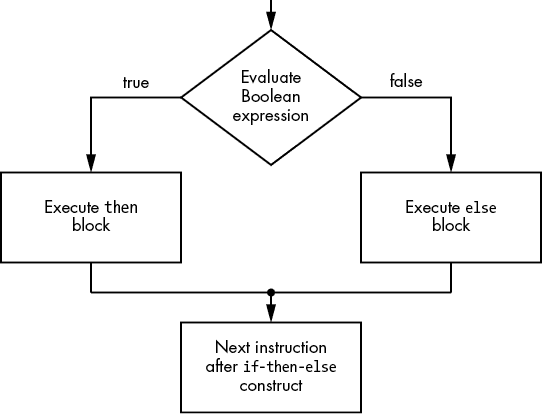 Evaluate
Boolean
expression
true
false
Execute then
block
Execute else
block
Next instruction
after if-then-else
construct